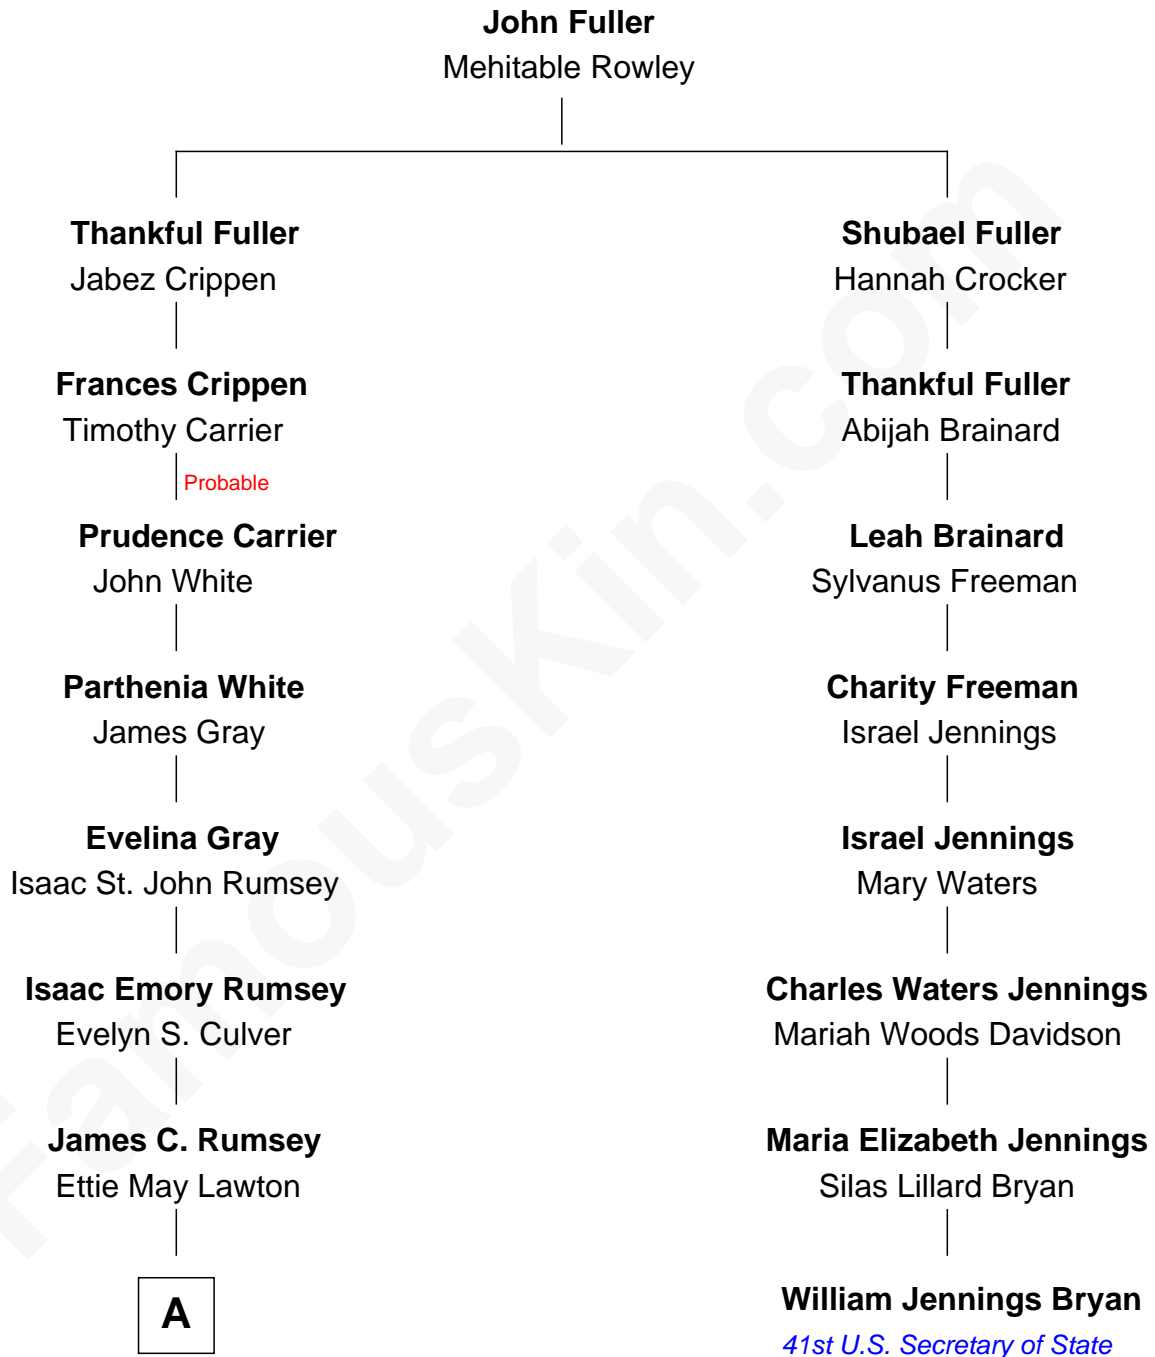 John Fuller
Mehitable Rowley
Thankful Fuller
Jabez Crippen
Shubael Fuller
Hannah Crocker
Frances Crippen
Timothy Carrier
Thankful Fuller
Abijah Brainard
Probable
Prudence Carrier
John White
Leah Brainard
Sylvanus Freeman
Parthenia White
James Gray
Charity Freeman
Israel Jennings
Evelina Gray
Isaac St. John Rumsey
Israel Jennings
Mary Waters
Isaac Emory Rumsey
Evelyn S. Culver
Charles Waters Jennings
Mariah Woods Davidson
James C. Rumsey
Ettie May Lawton
Maria Elizabeth Jennings
Silas Lillard Bryan
A
William Jennings Bryan
41st U.S. Secretary of State
FamousKin.com